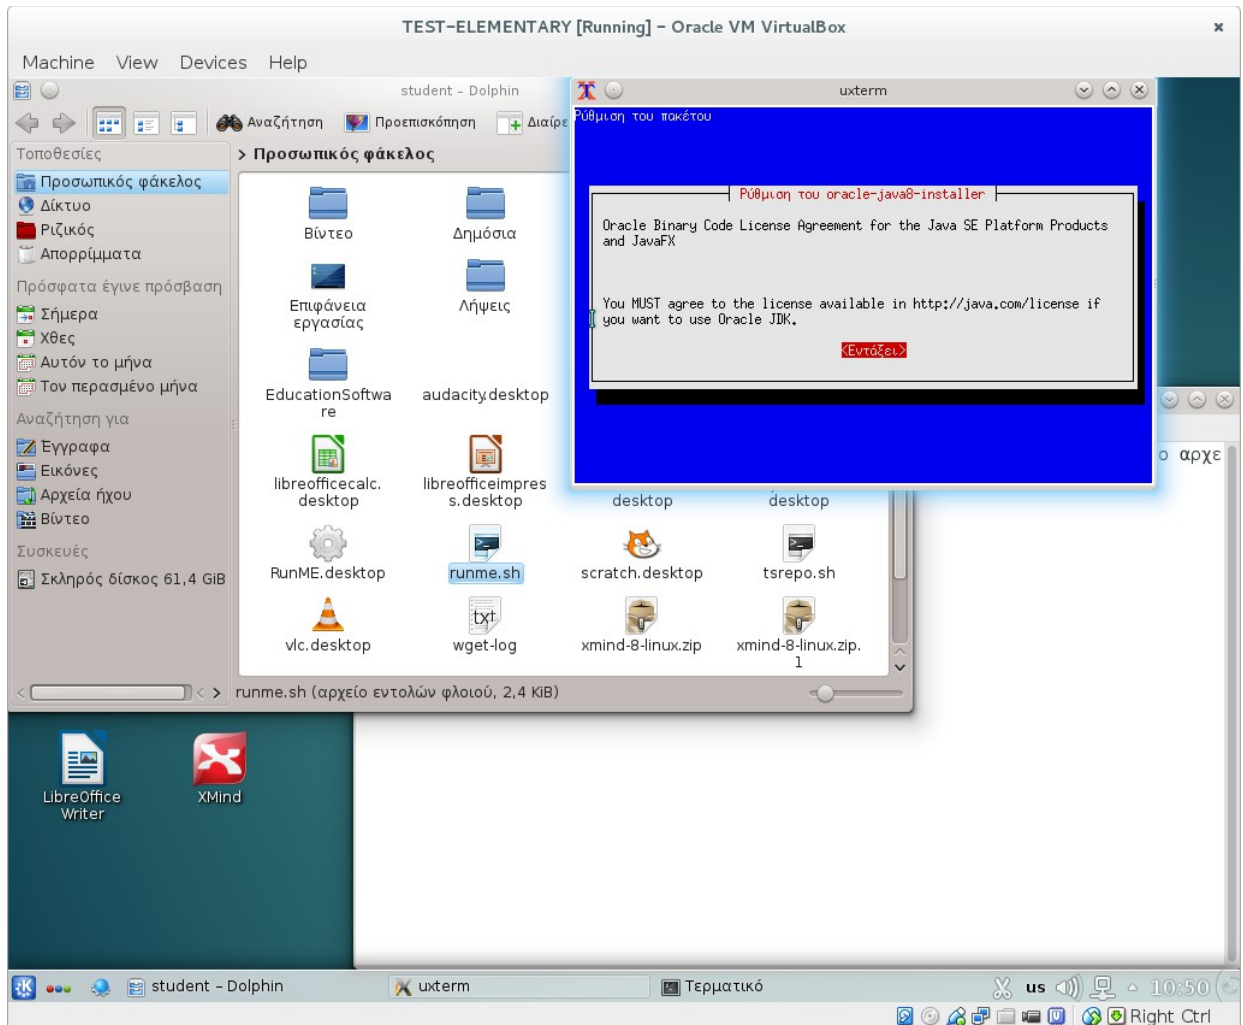 TEST-ELEMENTARY [Running] - Oracle VM VirtualBox
Machine View Devices Help
student - Dolphin
Αναζήτηση Προεπισκόπηση Διαίρε
Τοποθεσίες
Προσωπικός φάκελος
Δίκτυο
Ριζικός
Απορρίμματα
Πρόσφατα έγινε πρόσβαση
Σήμερα
Χθες
Αυτόν το μήνα
Τον περασμένο μήνα
Αναζήτηση για
Έγγραφα
Εικόνες
Αρχεία ήχου
Βίντεο
Συσκευές
Σκληρός δίσκος 61,4 GiB
> Προσωπικός φάκελος
Βίντεο
Δημόσια
Επιφάνεια
εργασίας
Λήψεις
EducationSoftwa
re
audacity.desktop
libreofficecalc.
desktop
libreofficeimpres
s.desktop
desktop
desktop
RunME.desktop
runme.sh
scratch.desktop
tsrepo.sh
vlc.desktop
txt
wget-log
xmind-8-linux.zip
xmind-8-linux.zip.
1
runme.sh (αρχείο εντολών φλοιού, 2,4 KiB)
uxterm
Ρύθμιση του πακέτου
Ρύθμιση του oracle-java8-installer
Oracle Binary Code License Agreement for the Java SE Platform Products
and JavaFX
You MUST agree to the license available in http://java.com/license if
you want to use Oracle JDK.
<Εντάξει>
ο αρχε
LibreOffice
Writer
XMind
student - Dolphin
uxterm
Τερματικό
us
10:50
Right Ctrl